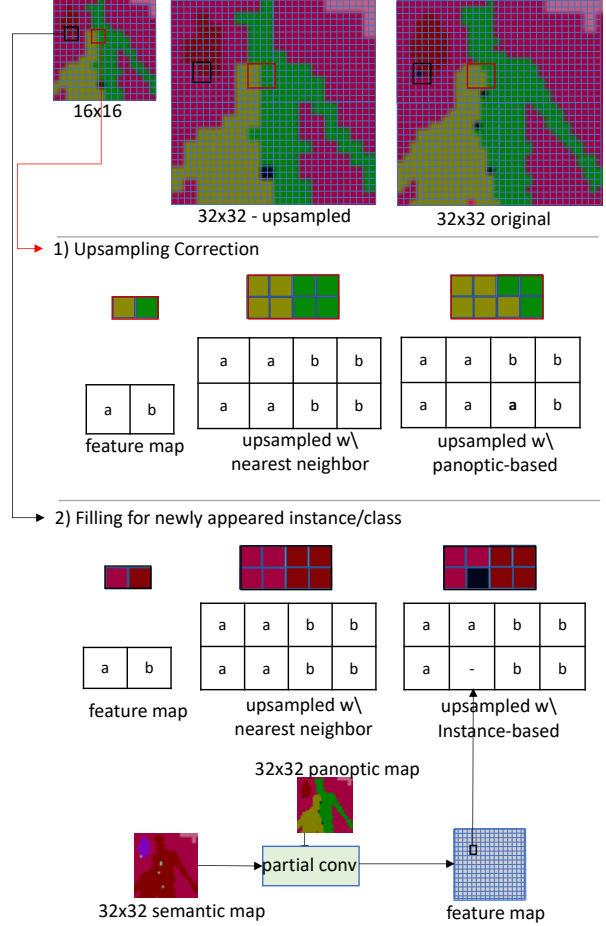 16x16
32x32 - upsampled
32x32 original
1) Upsampling Correction
a b
a a b b
a a b b
a a b b
a a a b
feature map
upsampled w\
nearest neighbor
upsampled w\
panoptic-based
2) Filling for newly appeared instance/class
a b
a a b b
a a b b
a a b b
a - b b
feature map
upsampled w\
nearest neighbor
upsampled w\
Instance-based
32x32 panoptic map
partial conv
32x32 semantic map
feature map